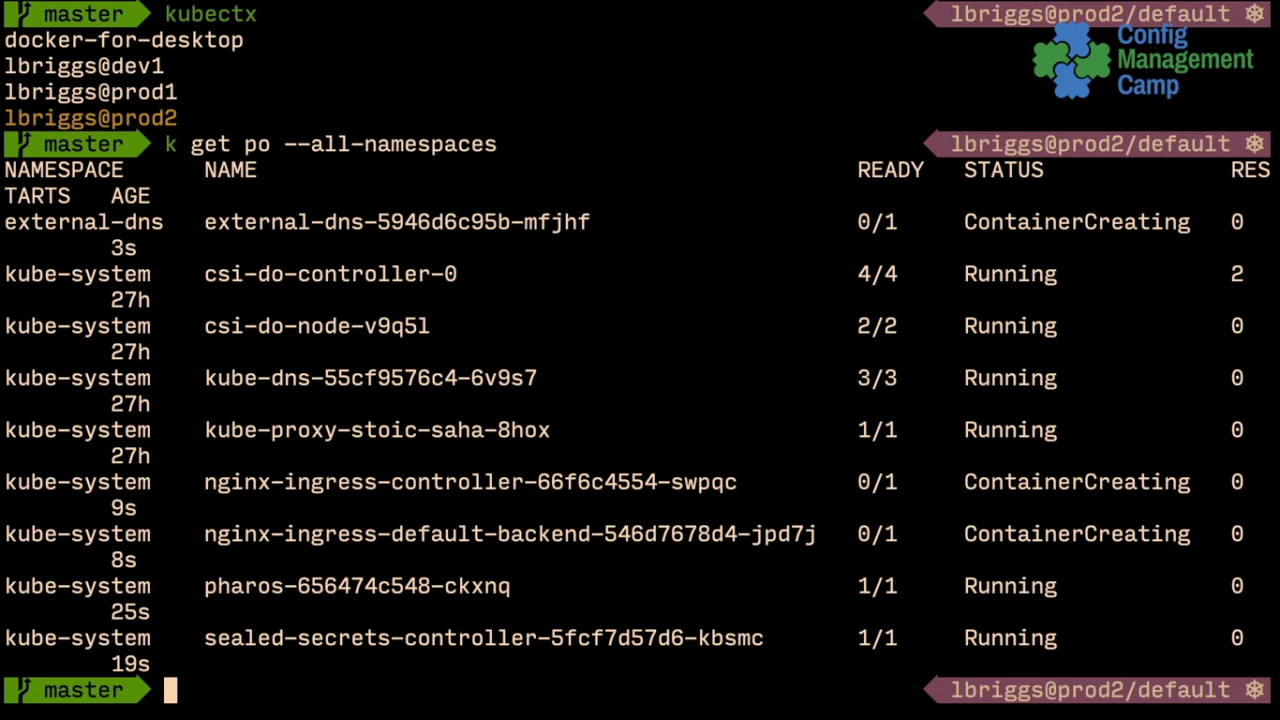 master kubectx lbriggs@prod2/default
docker-for-desktop
lbriggs@dev1
lbriggs@prod1
lbriggs@prod2
Config
Management
Camp
master k get po --all-namespaces lbriggs@prod2/default
NAMESPACE NAME READY STATUS RES
TARTS AGE
external-dns external-dns-5946d6c95b-mfjhf 0/1 ContainerCreating 0
3s
kube-system csi-do-controller-0 4/4 Running 2
27h
kube-system csi-do-node-v9q5l 2/2 Running 0
27h
kube-system kube-dns-55cf9576c4-6v9s7 3/3 Running 0
27h
kube-system kube-proxy-stoic-saha-8hox 1/1 Running 0
27h
kube-system nginx-ingress-controller-66f6c4554-swpqc 0/1 ContainerCreating 0
9s
kube-system nginx-ingress-default-backend-546d7678d4-jpd7j 0/1 ContainerCreating 0
8s
kube-system pharos-656474c548-ckxnq 1/1 Running 0
25s
kube-system sealed-secrets-controller-5fcf7d57d6-kbsmc 1/1 Running 0
19s
master lbriggs@prod2/default